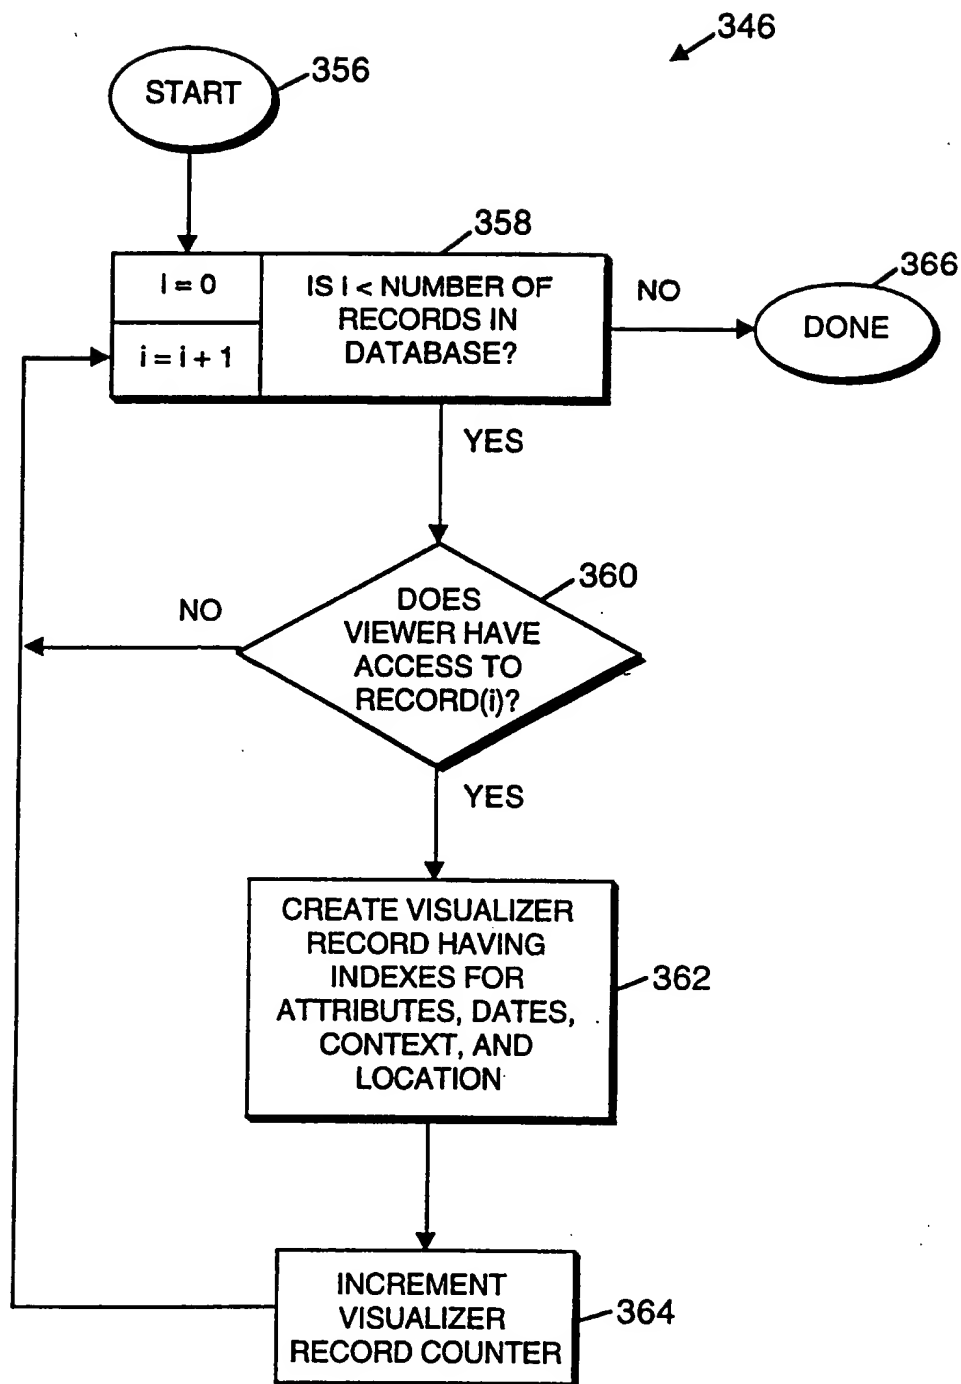 346
START
356
358
I = 0
i = i + 1
IS I < NUMBER OF
RECORDS IN
DATABASE?
NO
366
DONE
YES
360
DOES
VIEWER HAVE
ACCESS TO
RECORD(i)?
NO
YES
CREATE VISUALIZER
RECORD HAVING
INDEXES FOR
ATTRIBUTES, DATES,
CONTEXT, AND
LOCATION
362
INCREMENT
VISUALIZER
RECORD COUNTER
364